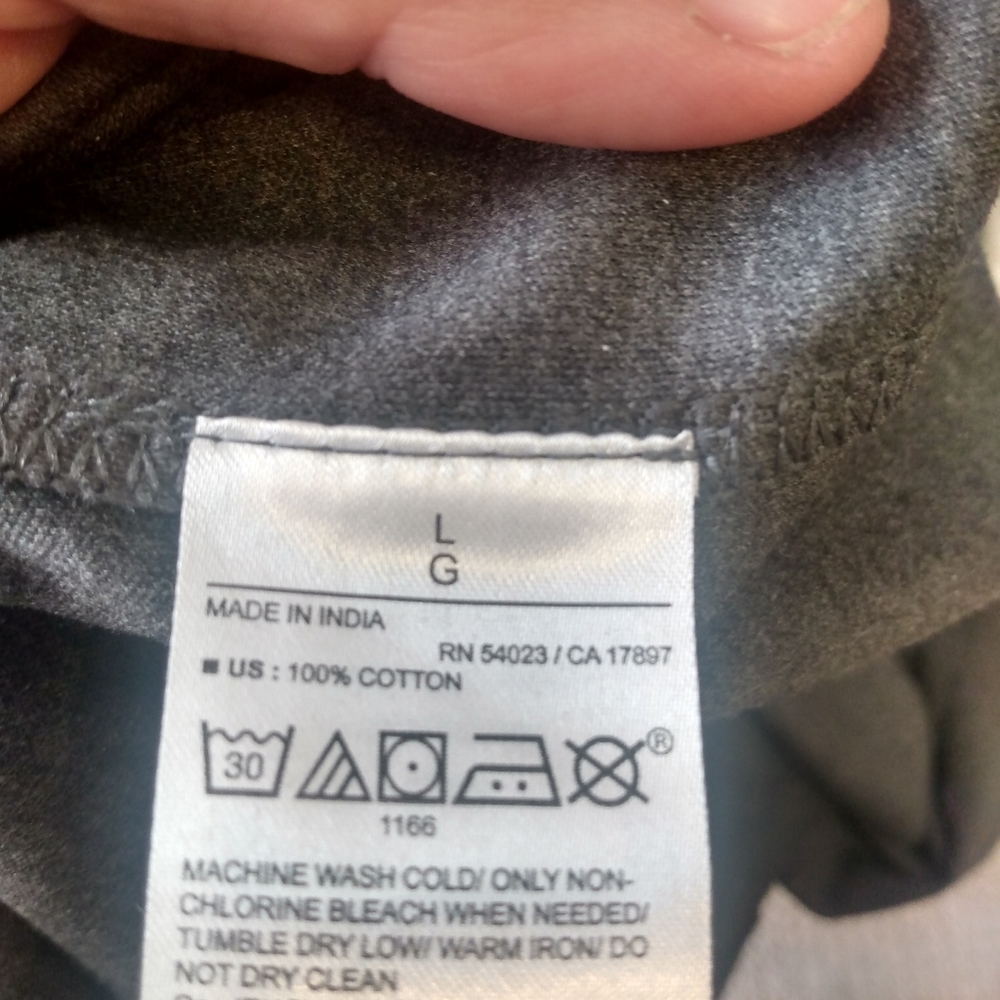 L
G
MADE IN INDIA
RN 54023 / CA 17897
■ US : 100% COTTON
30
®
1166
MACHINE WASH COLD/ ONLY NON-
CHLORINE BLEACH WHEN NEEDED/
TUMBLE DRY LOW/ WARM IRON/ DO
NOT DRY CLEAN